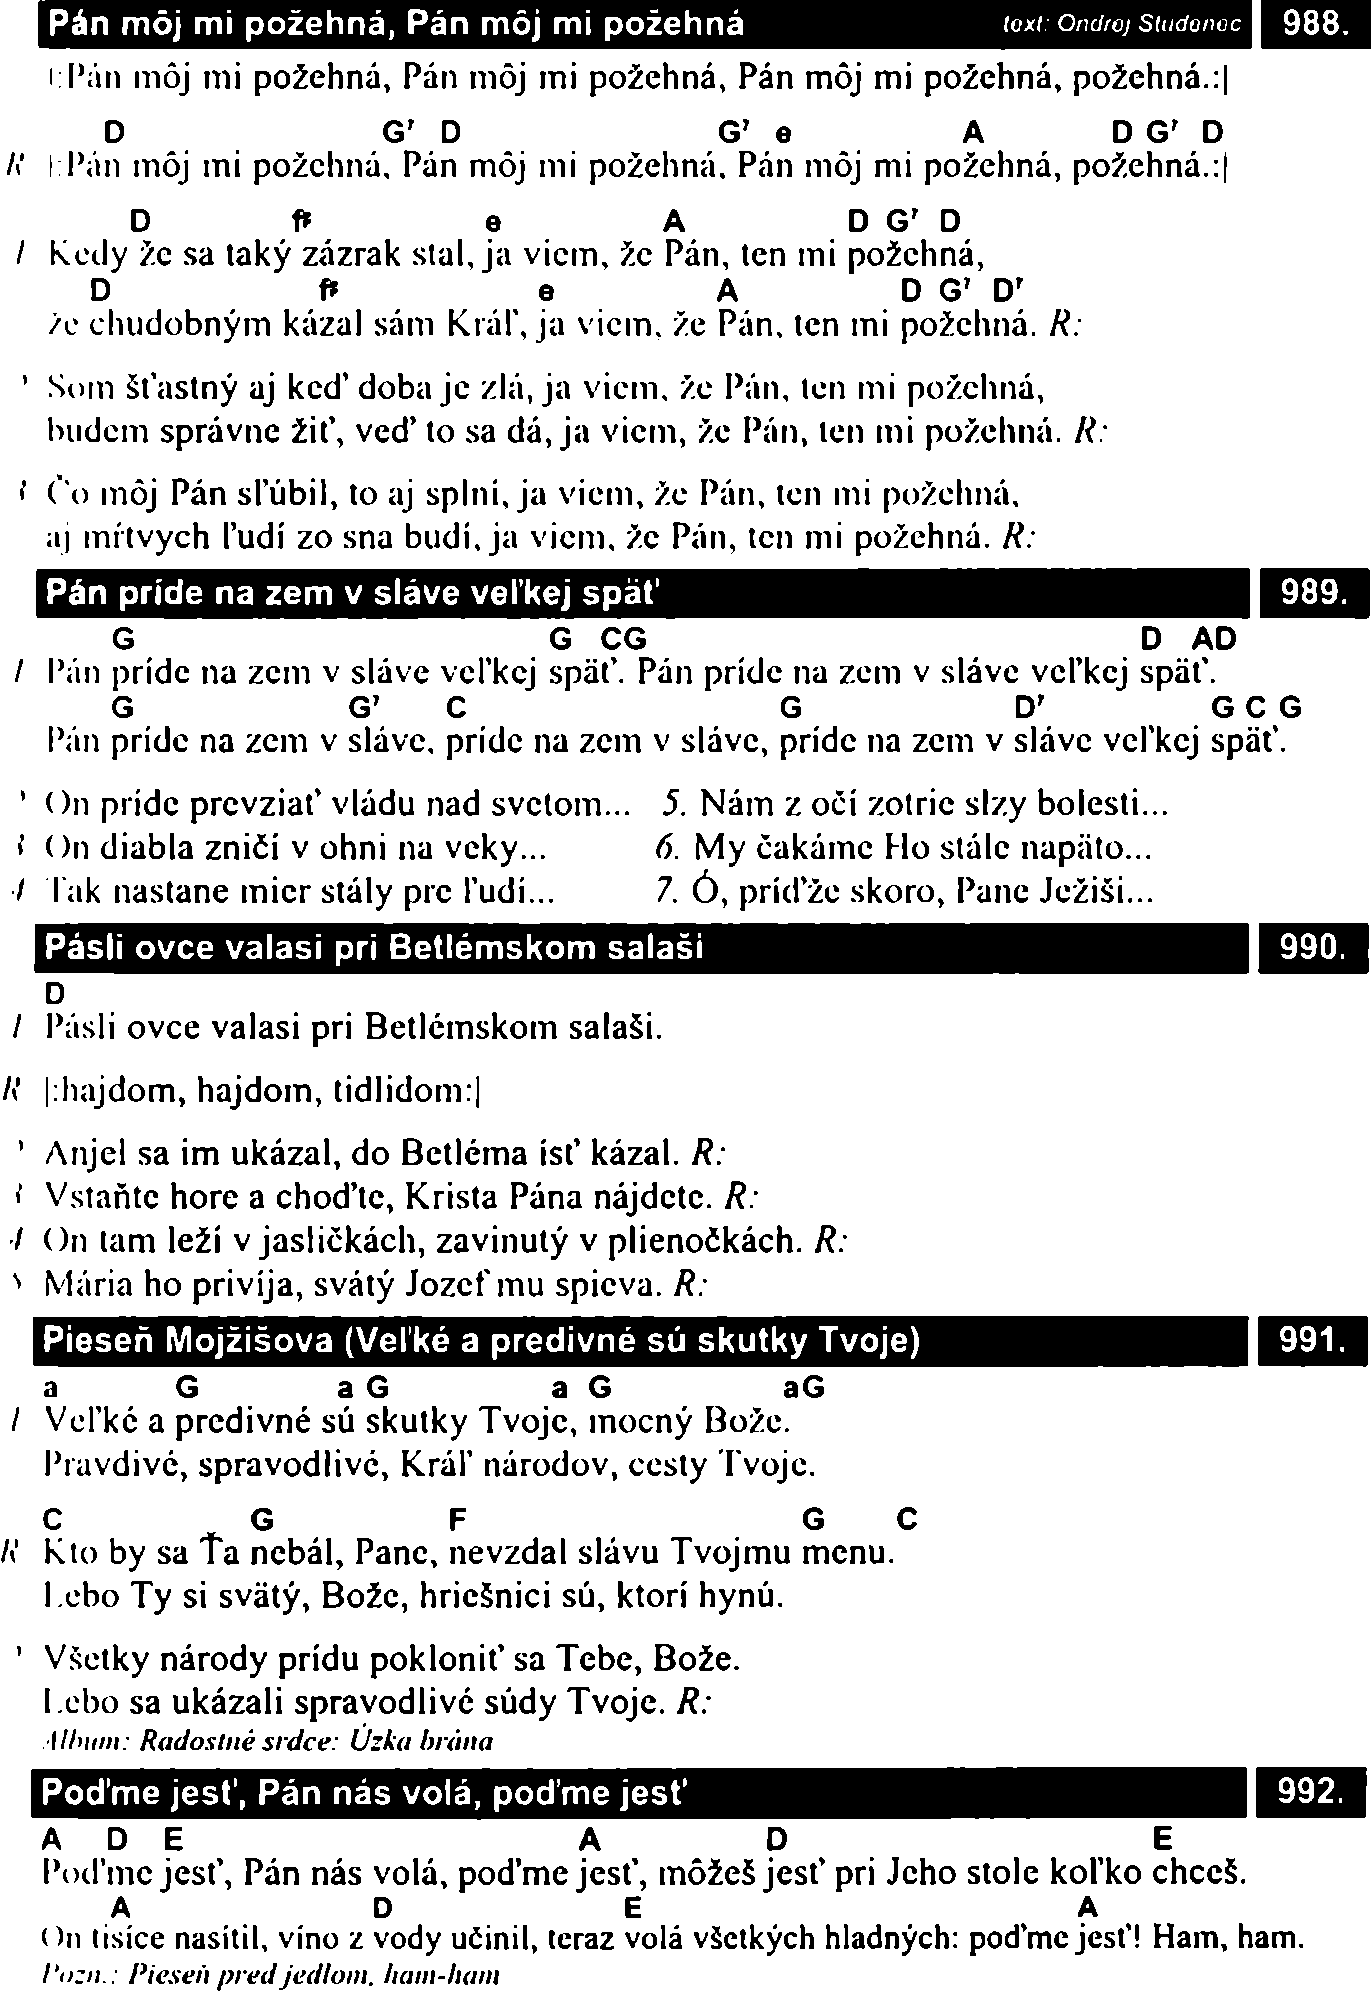 Pán môj mi požehná, Pán môj mi požehná text: Ondrej Studenec 988.
|:Pán môj mi požehná, Pán môj mi požehná, Pán môj mi požehná, požehná.:|
D G7 D G7 e A D G7 D
R |:Pán môj mi požehná, Pán môj mi požehná, Pán môj mi požehná, požehná.:|
D f# e A D G7 D
1 Kedy že sa taký zázrak stal, ja viem, že Pán, ten mi požehná,
D f# e A D G7 D7
že chudobným kázal sám Kráľ, ja viem, že Pán, ten mi požehná. R:
2 Som šťastný aj keď doba je zlá, ja viem, že Pán, ten mi požehná,
budem správne žiť, veď to sa dá, ja viem, že Pán, ten mi požehná. R:
3 Čo môj Pán sľúbil, to aj splní, ja viem, že Pán, ten mi požehná,
aj mŕtvych ľudí zo sna budí, ja viem, že Pán, ten mi požehná. R:
Pán príde na zem v sláve veľkej späť 989.
G G CG D AD
1 Pán príde na zem v sláve veľkej späť. Pán príde na zem v sláve veľkej späť.
G G7 C G D7 G C G
Pán príde na zem v sláve, príde na zem v sláve, príde na zem v sláve veľkej späť.
2 On príde prevziať vládu nad svetom... 5. Nám z očí zotrie slzy bolesti...
3 On diabla zničí v ohni na veky... 6. My čakáme Ho stále napäto...
4 Tak nastane mier stály pre ľudí... 7. Ó, príďže skoro, Pane Ježiši...
Pásli ovce valasi pri Betlémskom salaši 990.
D
1 Pásli ovce valasi pri Betlémskom salaši.
R |:hajdom, hajdom, tidlidom:|
2 Anjel sa im ukázal, do Betléma ísť kázal. R:
3 Vstaňte hore a choďte, Krista Pána nájdete. R:
4 On tam leží v jasličkách, zavinutý v plienočkách. R:
5 Mária ho privíja, svátý Jozef mu spieva. R:
Pieseň Mojžišova (Veľké a predivné sú skutky Tvoje) 991.
a G a G a G aG
1 Veľké a predivné sú skutky Tvoje, mocný Bože.
Pravdivé, spravodlivé, Kráľ národov, cesty Tvoje.
C G F G C
R Kto by sa Ťa nebál, Pane, nevzdal slávu Tvojmu menu.
Lebo Ty si svätý, Bože, hriešnici sú, ktorí hynú.
2 Všetky národy prídu pokloniť sa Tebe, Bože.
Lebo sa ukázali spravodlivé súdy Tvoje. R:
Album: Radostné srdce: Úzka brána
Poďme jesť, Pán nás volá, poďme jesť 992.
A D E A D E
Poďme jesť, Pán nás volá, poďme jesť, môžeš jesť pri Jeho stole koľko chceš.
A D E A
On tisíce nasítil, víno z vody učinil, teraz volá všetkých hladných: poďme jesť! Ham, ham.
Pozn.: Pieseň pred jedlom, ham-ham